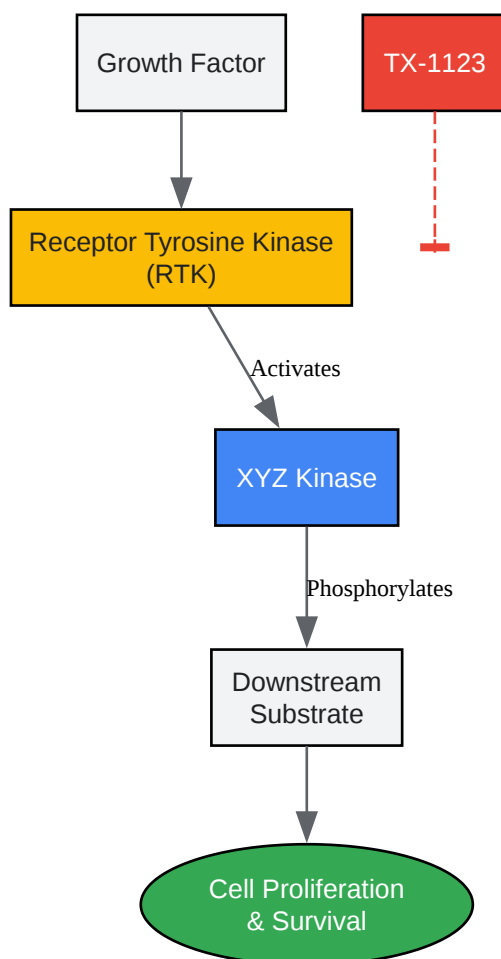 Growth Factor
TX-1123
Receptor Tyrosine Kinase
(RTK)
Activates
XYZ Kinase
Phosphorylates
Downstream
Substrate
Cell Proliferation
& Survival